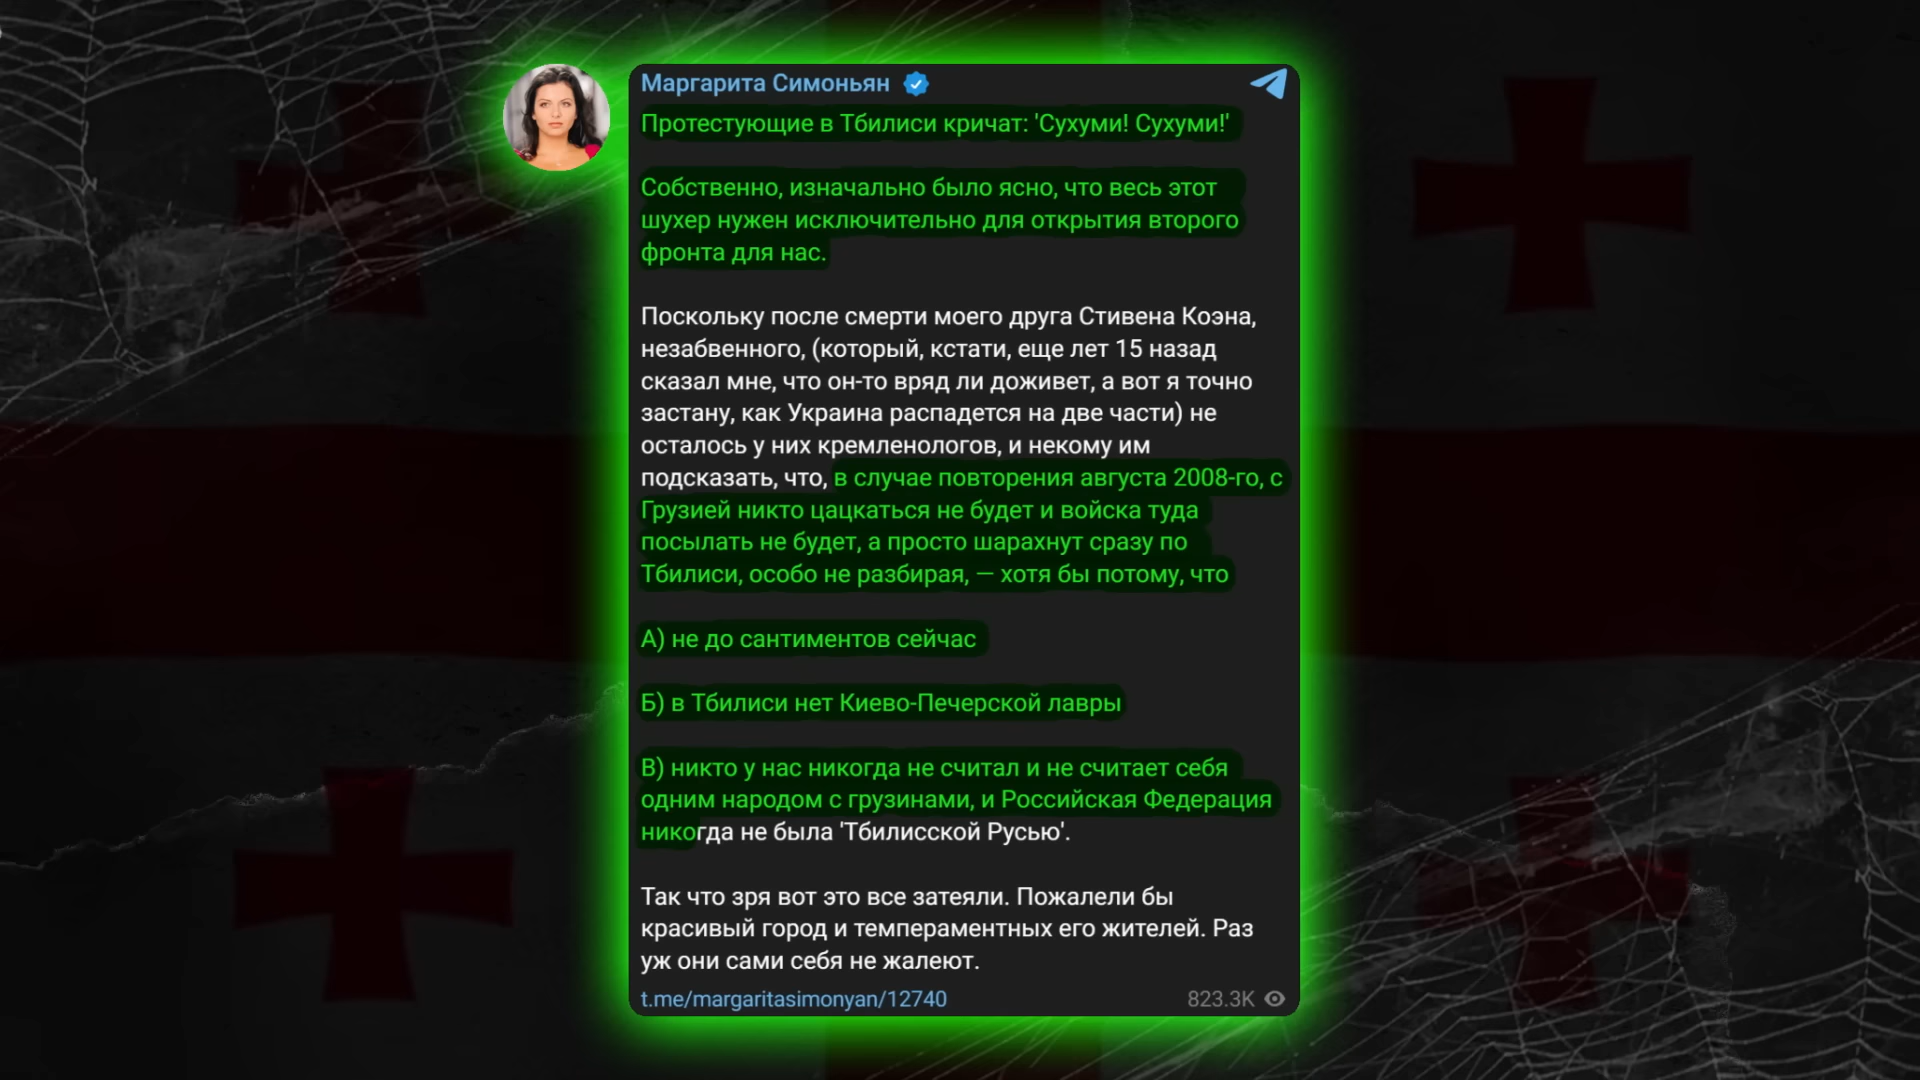 Маргарита Симоньян
Протестующие в Тбилиси кричат: 'Сухуми! Сухуми!'
Собственно, изначально было ясно, что весь этот
шухер нужен исключительно для открытия второго
фронта для нас.
Поскольку после смерти моего друга Стивена Коэна,
незабвенного, (который, кстати, еще лет 15 назад
сказал мне, что он-то вряд ли доживет, а вот я точно
застану, как Украина распадется на две части) не
осталось у них кремленологов, и некому им
подсказать, что, в случае повторения августа 2008-го, с
Грузией никто цацкаться не будет и войска туда
посылать не будет, а просто шарахнут сразу по
Тбилиси, особо не разбирая, — хотя бы потому, что
А) не до сантиментов сейчас
Б) в Тбилиси нет Киево-Печерской лавры
В) никто у нас никогда не считал и не считает себя
одним народом с грузинами, и Российская Федерация
никогда не была 'Тбилисской Русью'.
Так что зря вот это все затеяли. Пожалели бы
красивый город и темпераментных его жителей. Раз
уж они сами себя не жалеют.
t.me/margaritasimonyan/12740 823.3K